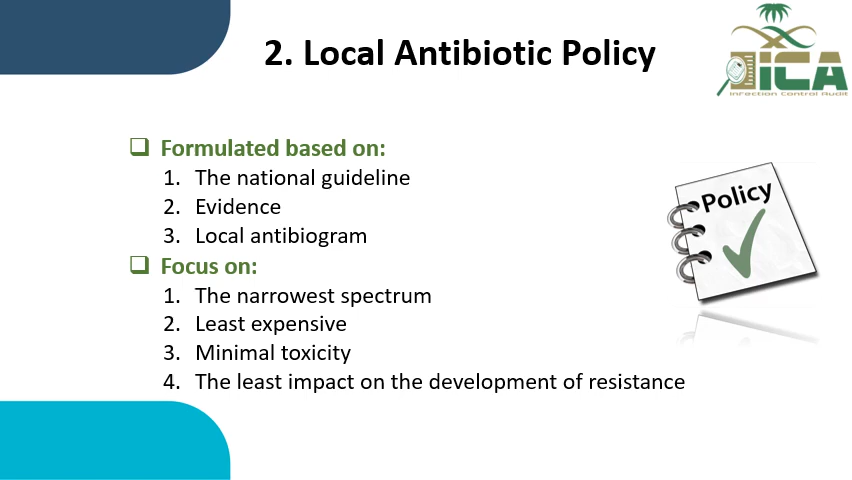 2. Local Antibiotic Policy
ICA
Infection Control Audit
Formulated based on:
1. The national guideline
2. Evidence
3. Local antibiogram
Policy
Focus on:
1. The narrowest spectrum
2. Least expensive
3. Minimal toxicity
4. The least impact on the development of resistance